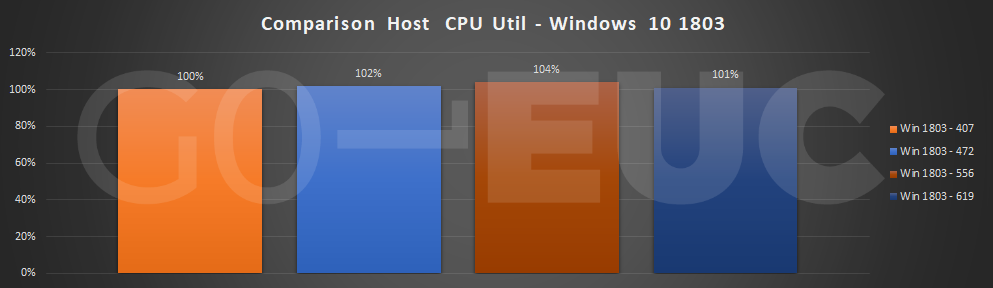 Comparison Host CPU Util - Windows 10 1803
120%
100%
80%
60%
40%
20%
0%
100%
102%
104%
101%
GO-EUC
Win 1803 - 407
Win 1803 - 472
Win 1803 - 556
Win 1803 - 619